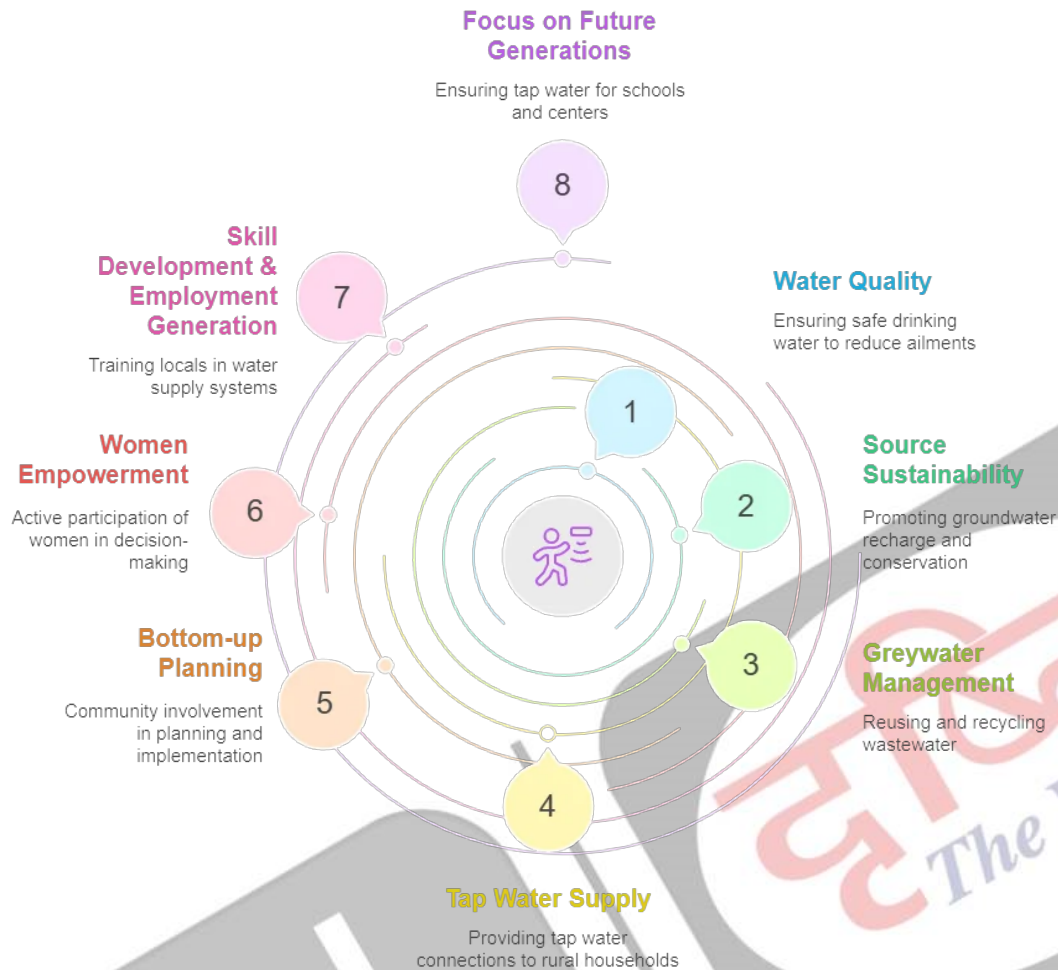 Focus on Future
Generations
Ensuring tap water for schools
and centers
8
Skill
Development &
Employment
Generation
Training locals in water
supply systems
7
Water Quality
Ensuring safe drinking
water to reduce ailments
1
Women
Empowerment
Active participation of
women in decision-
making
6
Source
Sustainability
Promoting groundwater
recharge and
conservation
2
Bottom-up
Planning
Community involvement
in planning and
implementation
5
Greywater
Management
Reusing and recycling
wastewater
3
4
Tap Water Supply
Providing tap water
connections to rural households
The